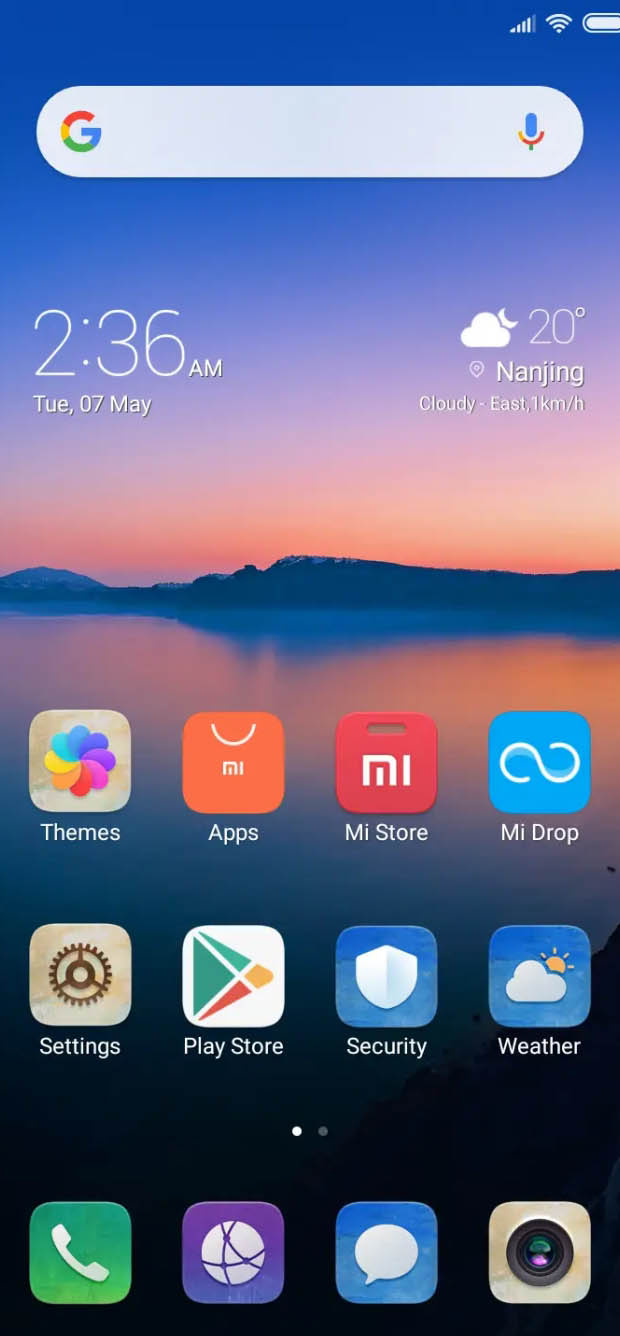 2:36 AM
20°
Nanjing
Tue, 07 May
Cloudy - East,1km/h
mi
mi
Themes
Apps
Mi Store
Mi Drop
Settings
Play Store
Security
Weather